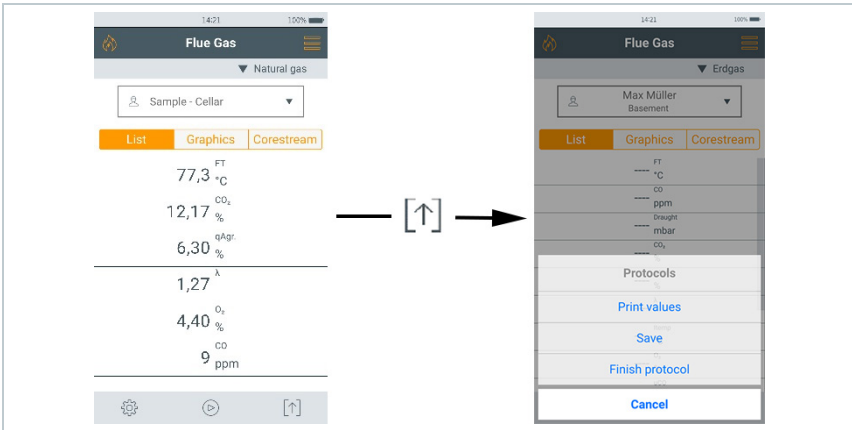 14:21 100%
Flue Gas
▼ Natural gas
Sample - Cellar ▼
List Graphics Corestream
FT
77,3 °C
CO₂
12,17 %
qAgr.
6,30 %
λ
1,27
O₂
4,40 %
CO
9 ppm
[↑]
[↑]
14:21 100%
Flue Gas
▼ Erdgas
Max Müller ▼
Basement
List Graphics Corestream
FT
---- °C
CO
---- ppm
Draught
---- mbar
CO₂
----
Protocols
Print values
Save
Finish protocol
Cancel